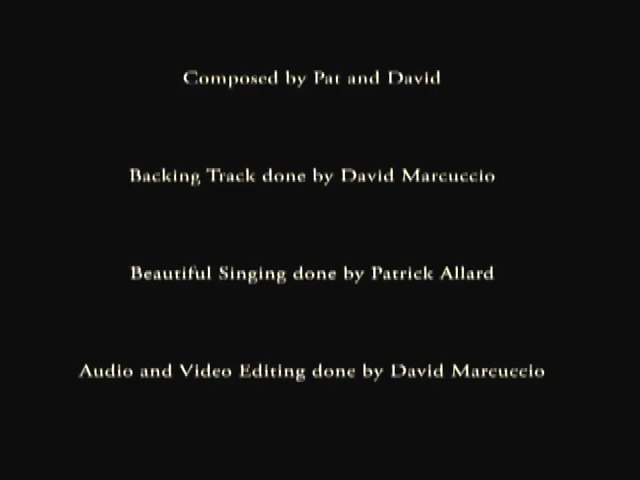 Composed by Pat and David
Backing Track done by David Marcuccio
Beautiful Singing done by Patrick Allard
Audio and Video Editing done by David Marcuccio